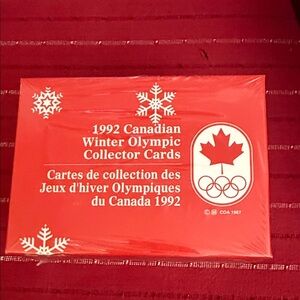 1992 Canadian
Winter Olympic
Collector Cards
Cartes de collection des
Jeux d'hiver Olympiques
du Canada 1992
COA 1987